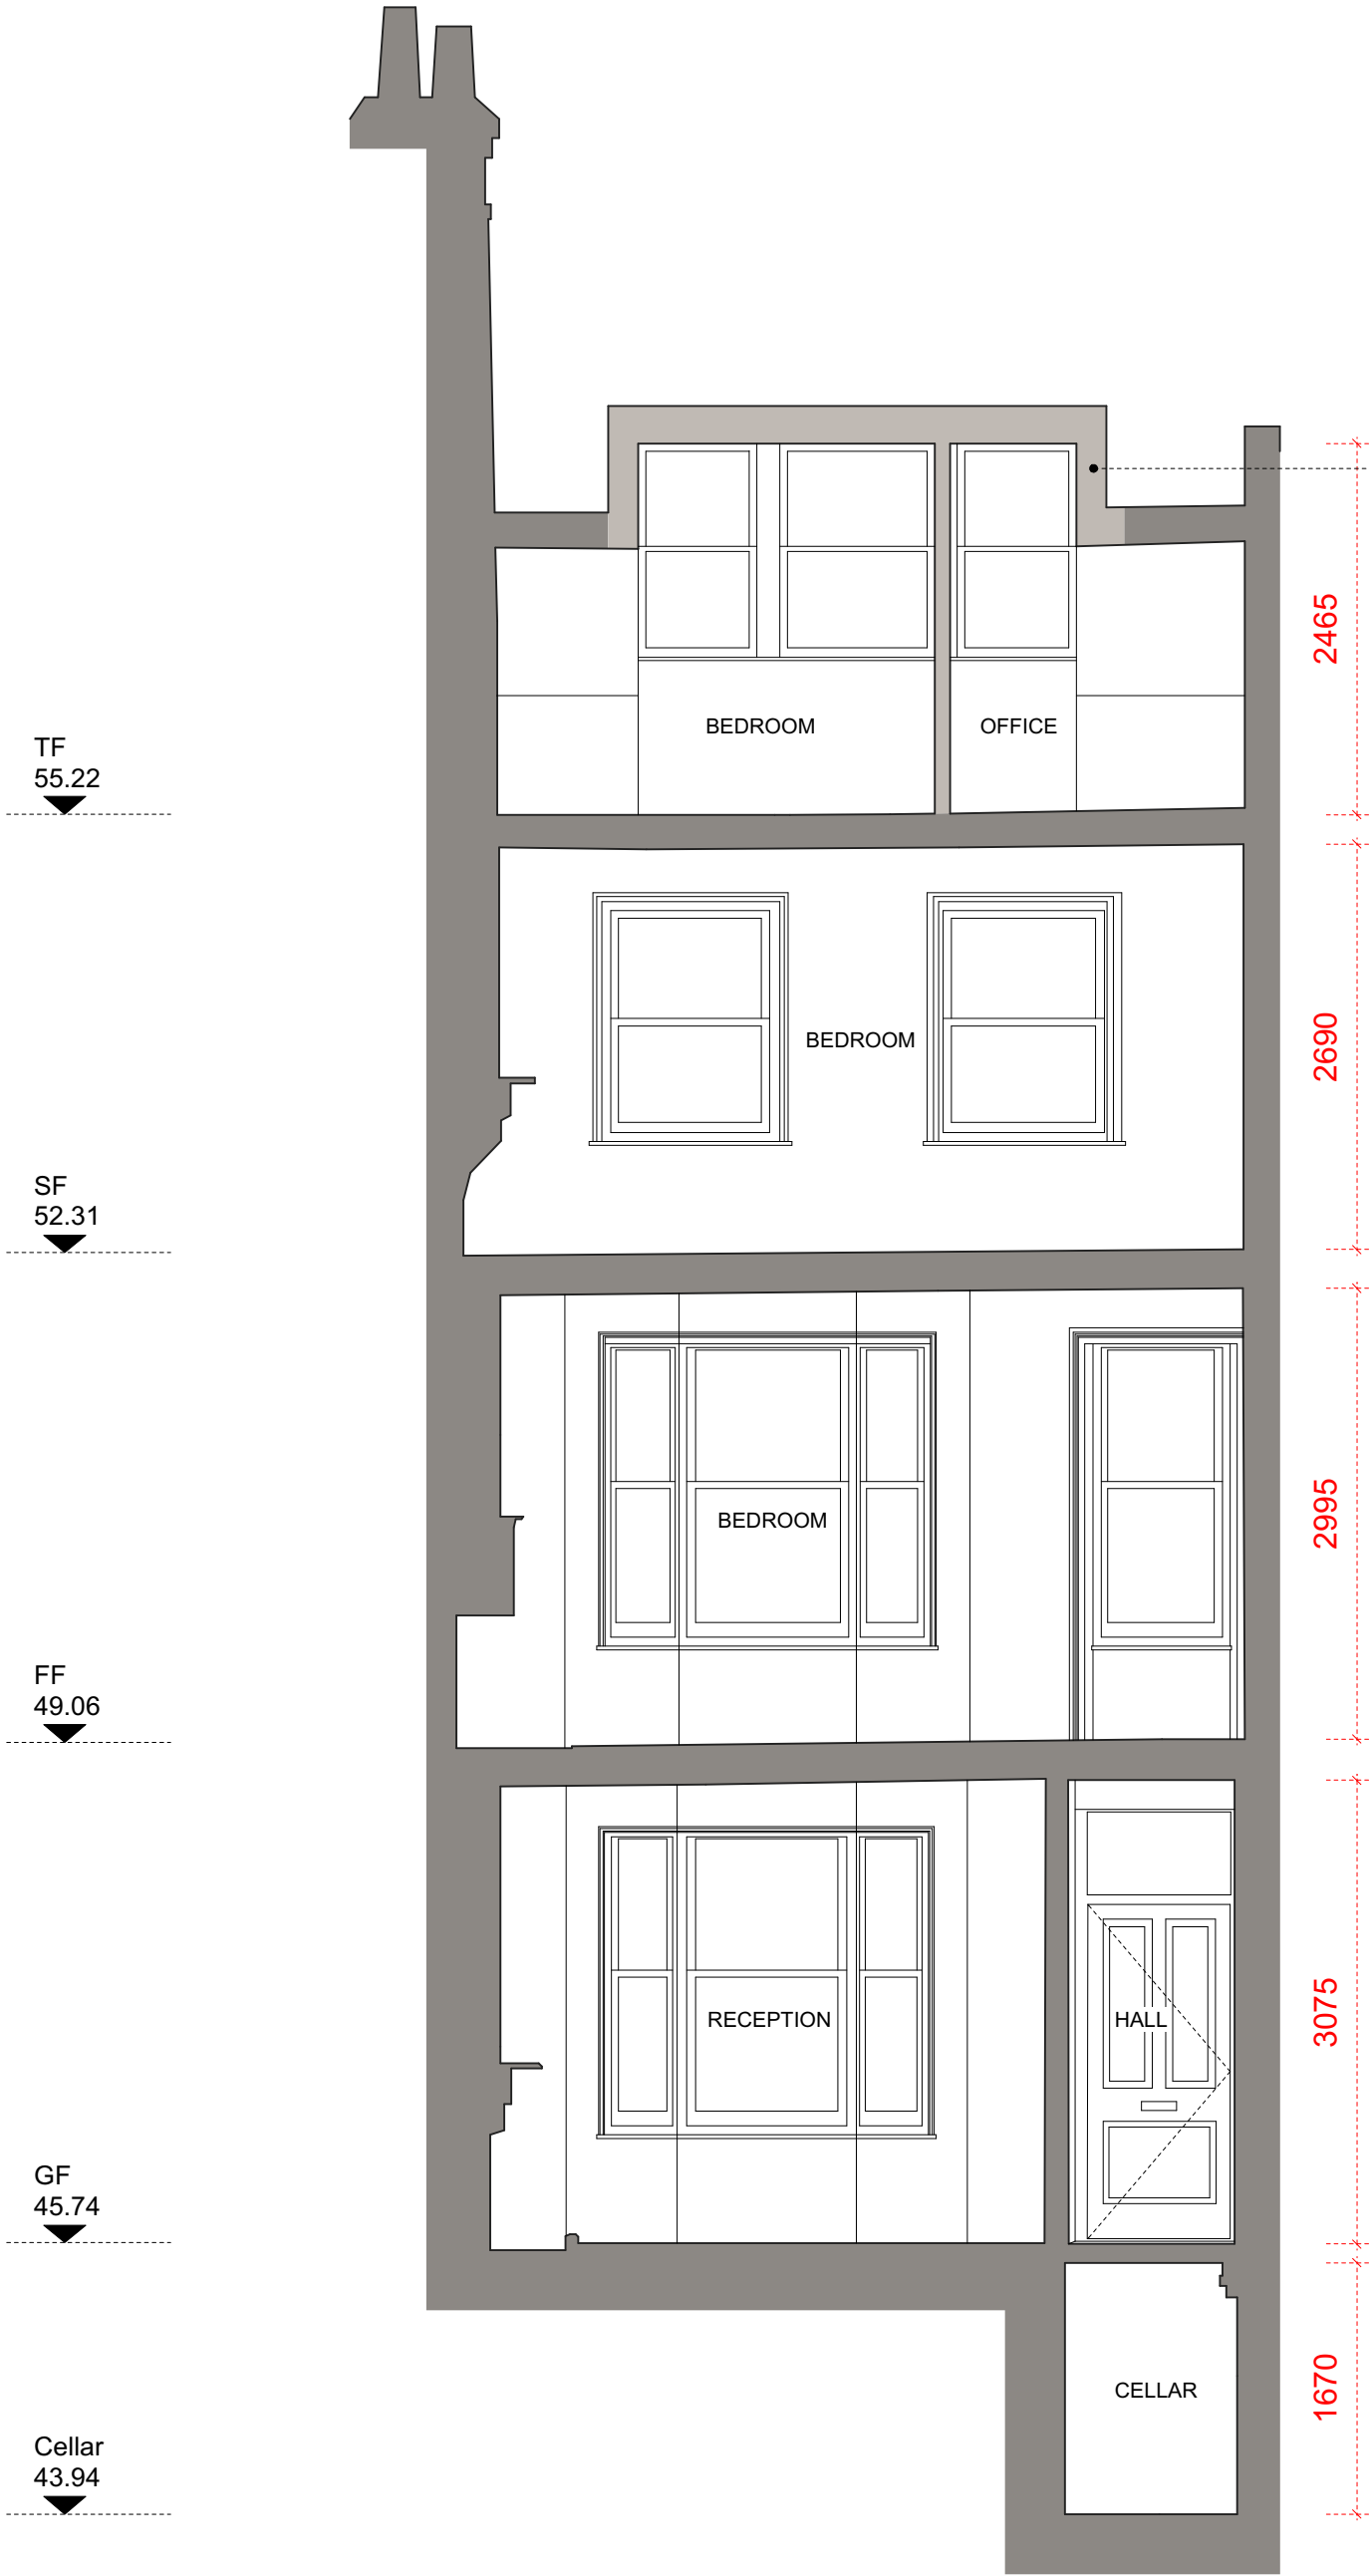 2465
BEDROOM
OFFICE
TF
55.22
2690
BEDROOM
SF
52.31
2995
BEDROOM
FF
49.06
3075
RECEPTION
HALL
GF
45.74
1670
CELLAR
Cellar
43.94